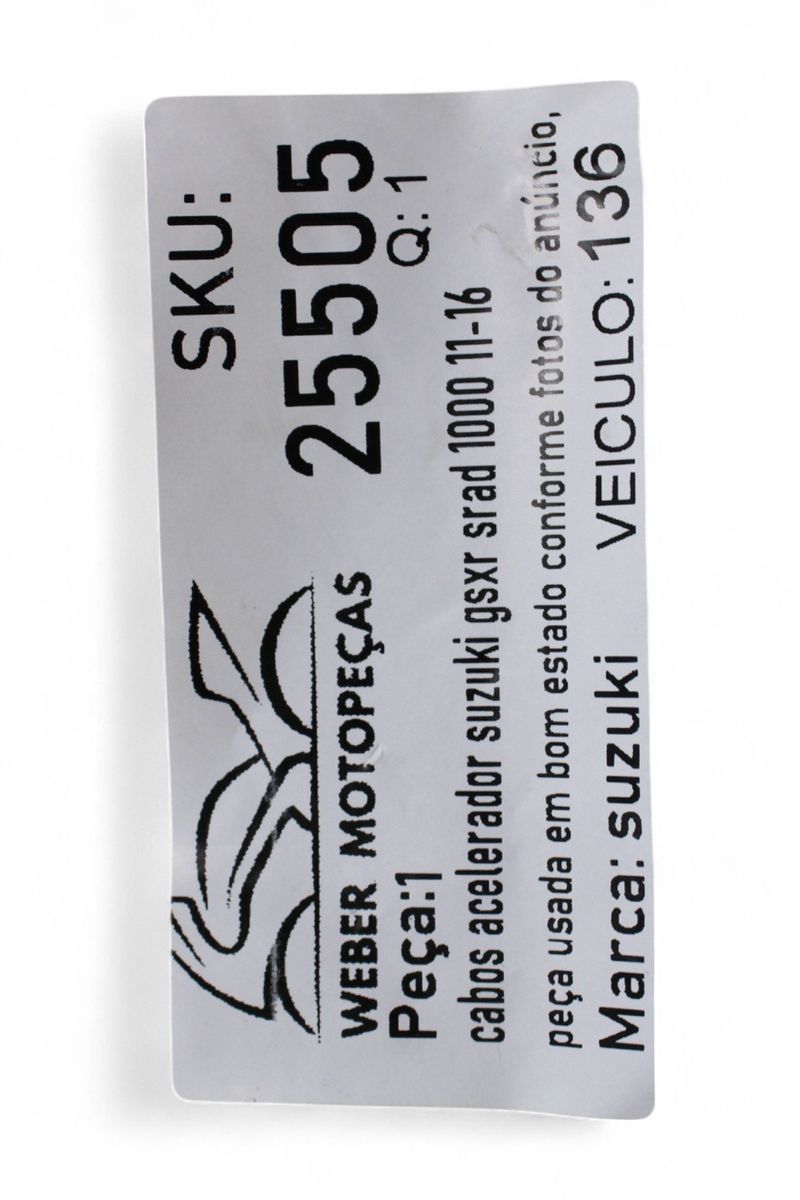 SKU:
25505
WEBER MOTOPEÇAS
Peça:1
Q: 1
cabos acelerador suzuki gsxr srad 1000 11-16
peça usada em bom estado conforme fotos do anúncio,
Marca: suzuki VEICULO: 136